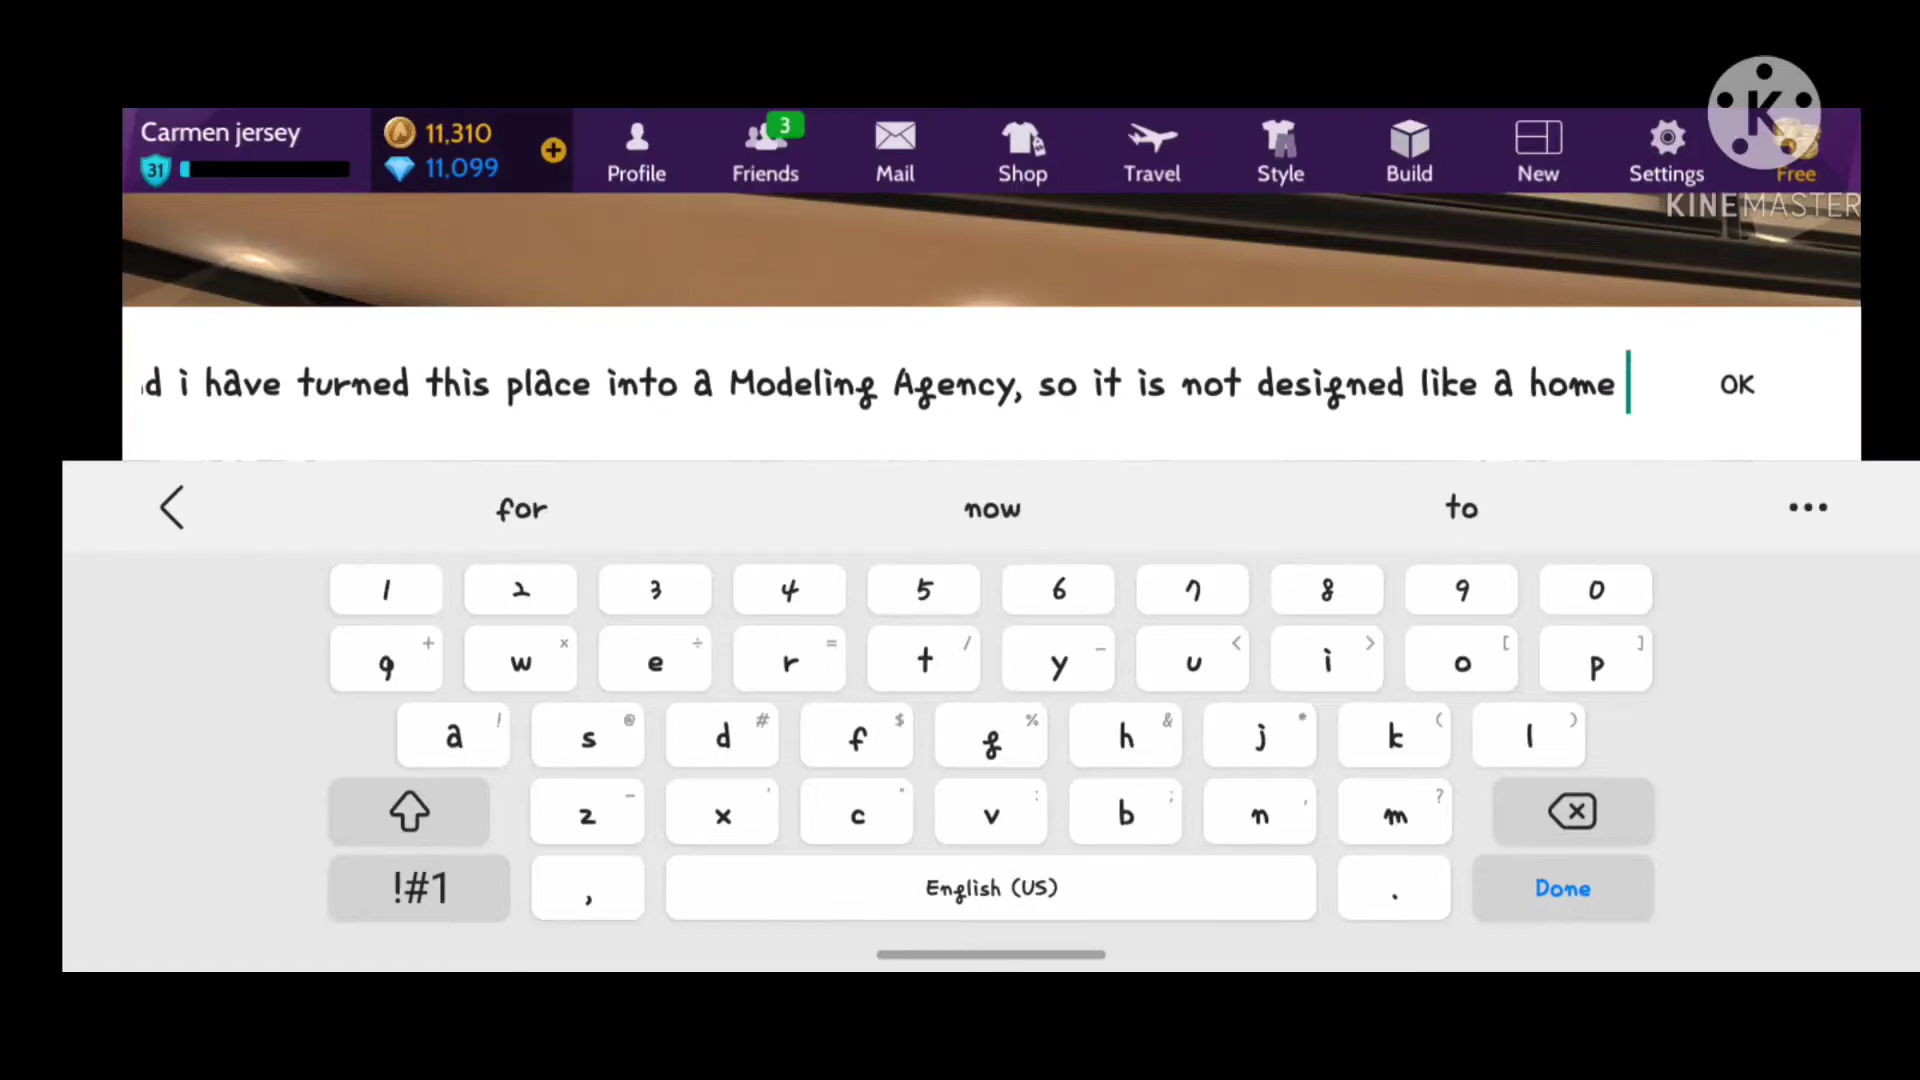 Carmen jersey
31
11,310
11,099
Profile
3
Friends
Mail
Shop
Travel
Style
Build
New
Settings
Free
K
KINEMASTER
d i have turned this place into a Modeling Agency, so it is not designed like a home
OK
for now to
1 2 3 4 5 6 7 8 9 0
+ × ÷ = / _ < > [ ]
q w e r t y u i o p
! @ # $ % & * ( )
a s d f g h j k l
- ' " : ; , ?
z x c v b n m
!#1 , English (US) . Done